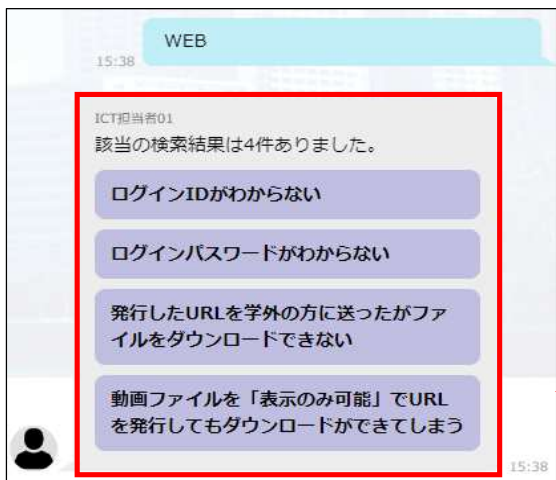 WEB
15:38
ICT担当者01
該当の検索結果は4件ありました。
ログインIDがわからない
ログインパスワードがわからない
発行したURLを学外の方に送ったがファ
イルをダウンロードできない
動画ファイルを「表示のみ可能」でURL
を発行してもダウンロードができてしまう
15:38